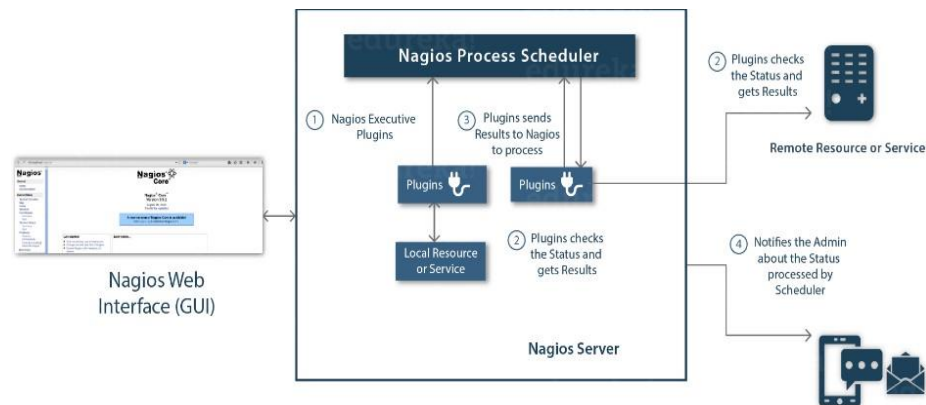 edureka!
Nagios Process Scheduler
edureka!
1 Nagios Executive
Plugins
3 Plugins sends
Results to Nagios
to process
2 Plugins checks
the Status and
gets Results
Remote Resource or Service
Nagios
Nagios
Core
Plugins
Plugins
Local Resource
or Service
2 Plugins checks
the Status and
gets Results
4 Notifies the Admin
about the Status
processed by
Scheduler
Nagios Web
Interface (GUI)
Nagios Server